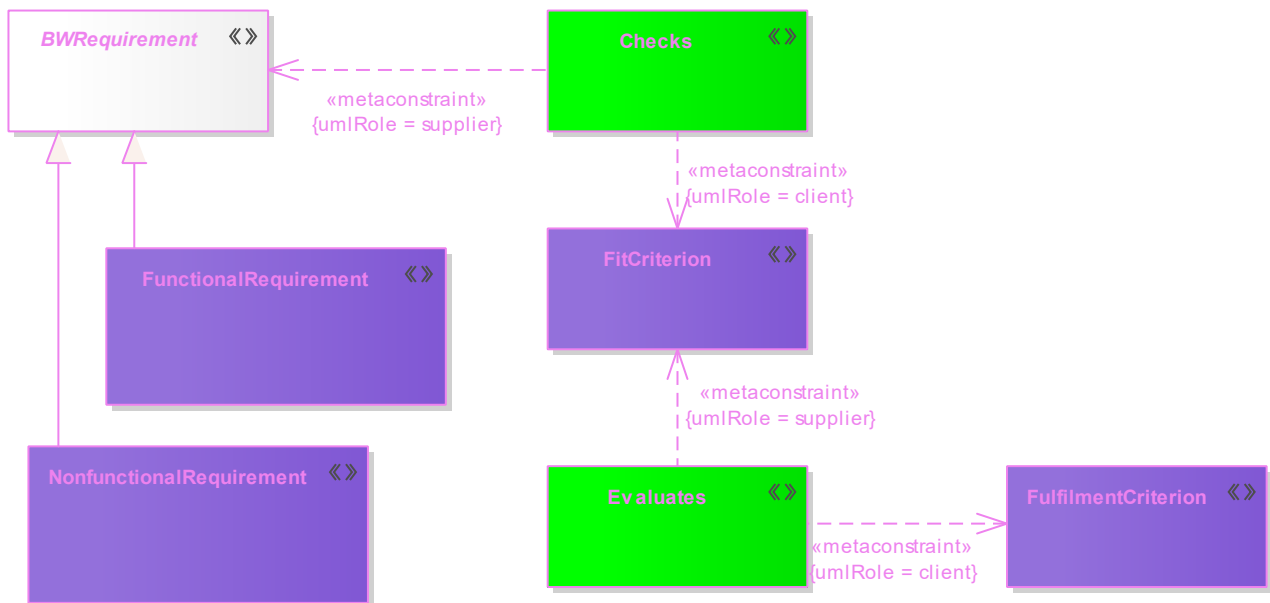 BWRequirement
Checks
«metaconstraint»
{umlRole = supplier}
«metaconstraint»
{umlRole = client}
FitCriterion
FunctionalRequirement
«metaconstraint»
{umlRole = supplier}
NonfunctionalRequirement
Evaluates
FulfilmentCriterion
«metaconstraint»
{umlRole = client}